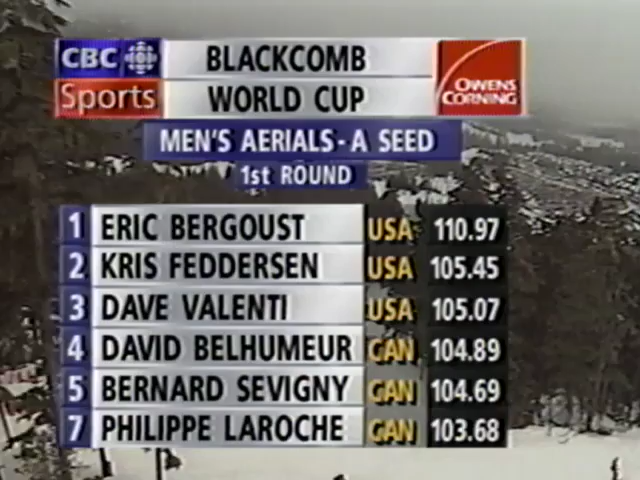 CBC
Sports
BLACKCOMB
WORLD CUP
OWENS
CORNING
MEN'S AERIALS - A SEED
1st ROUND
1 ERIC BERGOUST USA 110.97
2 KRIS FEDDERSEN USA 105.45
3 DAVE VALENTI USA 105.07
4 DAVID BELHUMEUR CAN 104.89
5 BERNARD SEVIGNY CAN 104.69
7 PHILIPPE LAROCHE CAN 103.68